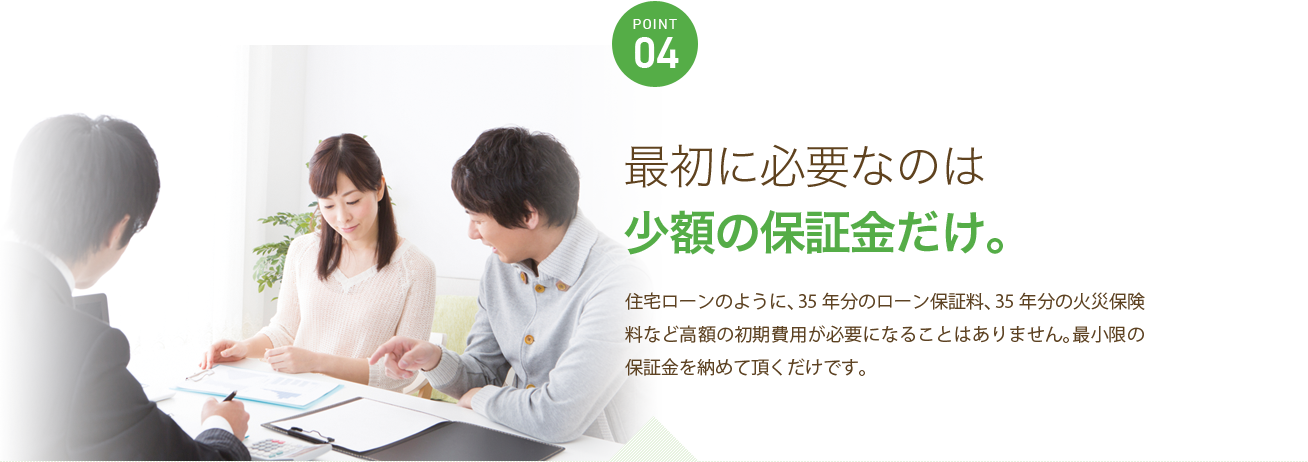 POINT
04
最初に必要なのは
少額の保証金だけ。
住宅ローンのように、35 年分のローン保証料、35 年分の火災保険
料など高額の初期費用が必要になることはありません。最小限の
保証金を納めて頂くだけです。